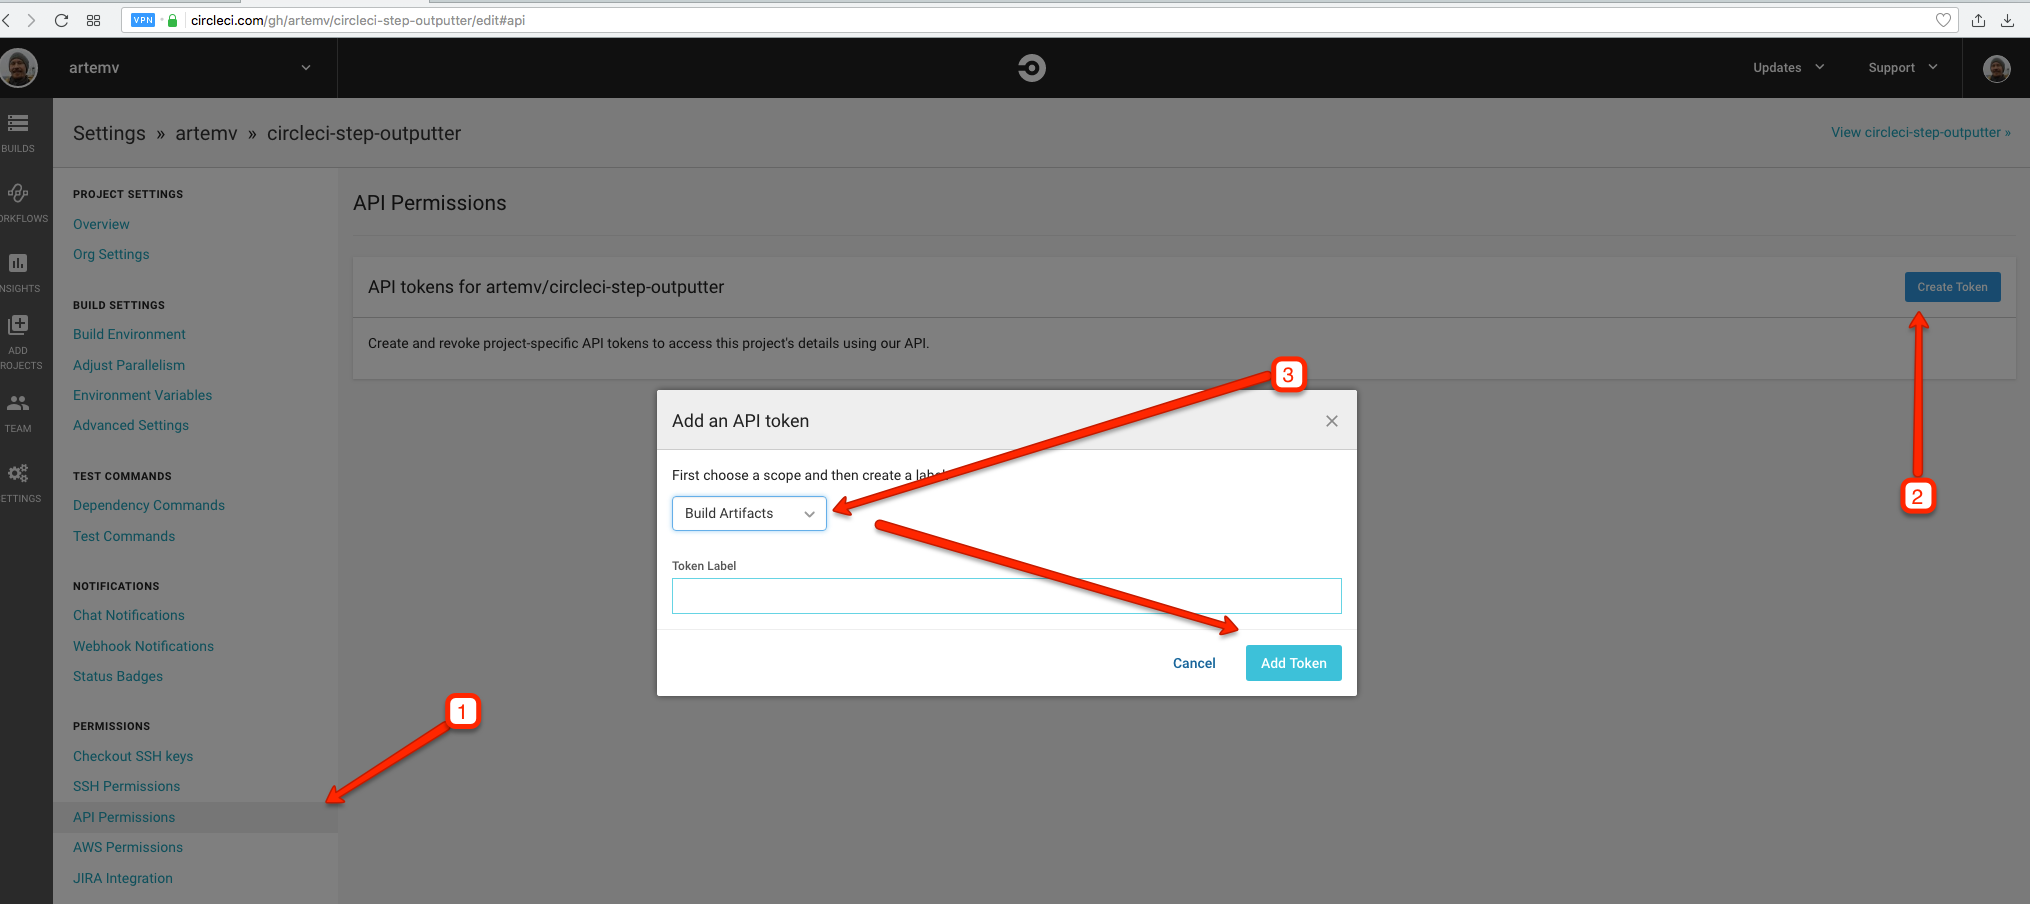 VPN
circleci.com/gh/artemv/circleci-step-outputter/edit#api
artemv
Updates
Support
Settings » artemv » circleci-step-outputter
View circleci-step-outputter »
BUILDS
ORKFLOWS
NSIGHTS
ADD
ROJECTS
TEAM
ETTINGS
PROJECT SETTINGS
Overview
Org Settings
BUILD SETTINGS
Build Environment
Adjust Parallelism
Environment Variables
Advanced Settings
TEST COMMANDS
Dependency Commands
Test Commands
NOTIFICATIONS
Chat Notifications
Webhook Notifications
Status Badges
PERMISSIONS
Checkout SSH keys
SSH Permissions
API Permissions
AWS Permissions
JIRA Integration
1
API Permissions
API tokens for artemv/circleci-step-outputter
Create Token
Create and revoke project-specific API tokens to access this project's details using our API.
2
3
Add an API token
First choose a scope and then create a label
Build Artifacts
Token Label
Cancel
Add Token